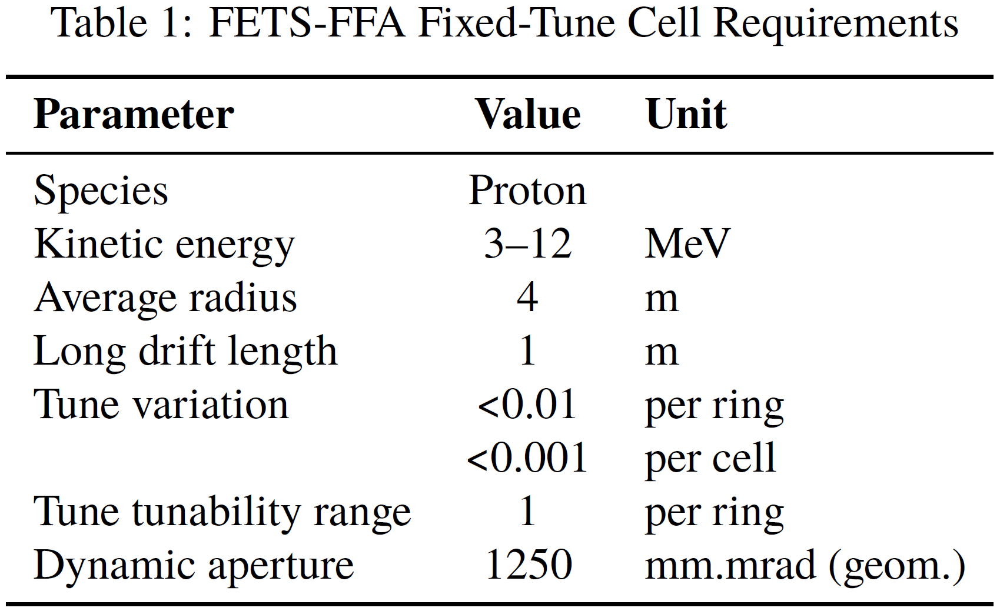 Table 1: FETS-FFA Fixed-Tune Cell Requirements
Parameter Value Unit
Species Proton
Kinetic energy 3–12 MeV
Average radius 4 m
Long drift length 1 m
Tune variation <0.01 per ring
<0.001 per cell
Tune tunability range 1 per ring
Dynamic aperture 1250 mm.mrad (geom.)